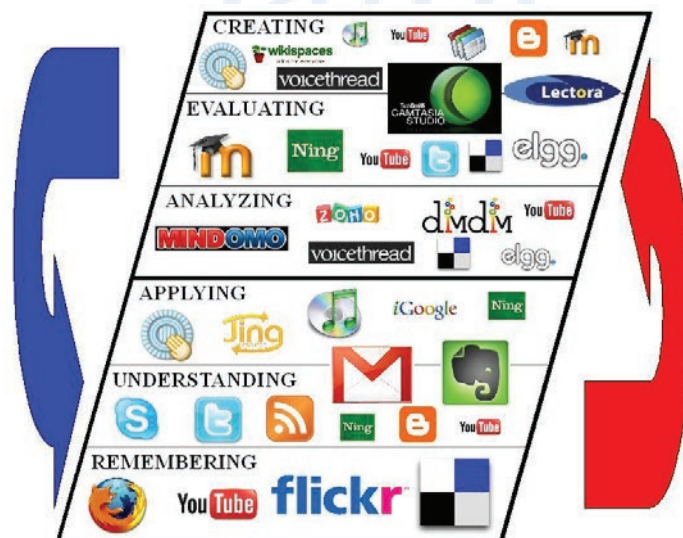 CREATING
wikispaces
YouTube
voicethread
Lectora
CAMTASIA
STUDIO
EVALUATING
Ning
YouTube
elgg.
ANALYZING
ZOHO
dimdim
YouTube
MINDOMO
voicethread
elgg.
APPLYING
Jing
iGoogle
Ning
UNDERSTANDING
Ning
YouTube
REMEMBERING
YouTube
flickr